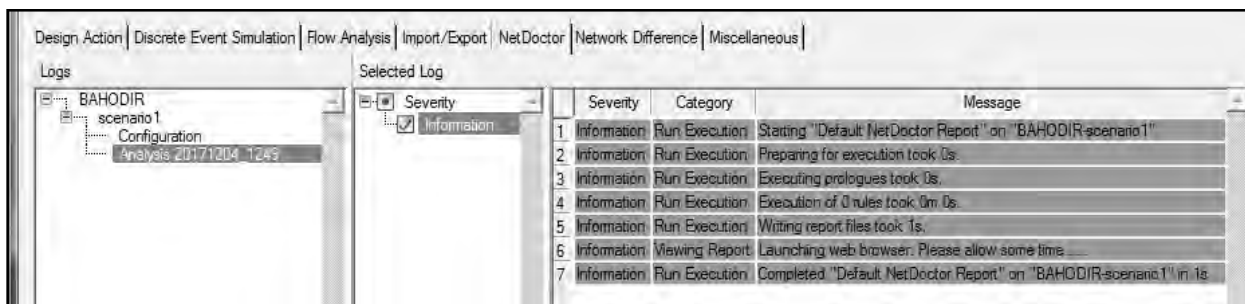 Design Action Discrete Event Simulation Flow Analysis Import/Export NetDoctor Network Difference Miscellaneous
Logs
BAHODIR
scenario1
Configuration
Analysis 20171204_1249
Selected Log
Severity
Information
Severity Category Message
1 Information Run Execution Starting "Default NetDoctor Report" on "BAHODIR-scenario1"
2 Information Run Execution Preparing for execution took 0s.
3 Information Run Execution Executing prologues took 0s.
4 Information Run Execution Execution of 0 rules took 0m 0s.
5 Information Run Execution Writing report files took 1s.
6 Information Viewing Report Launching web browser. Please allow some time......
7 Information Run Execution Completed "Default NetDoctor Report" on "BAHODIR-scenario1" in 1s